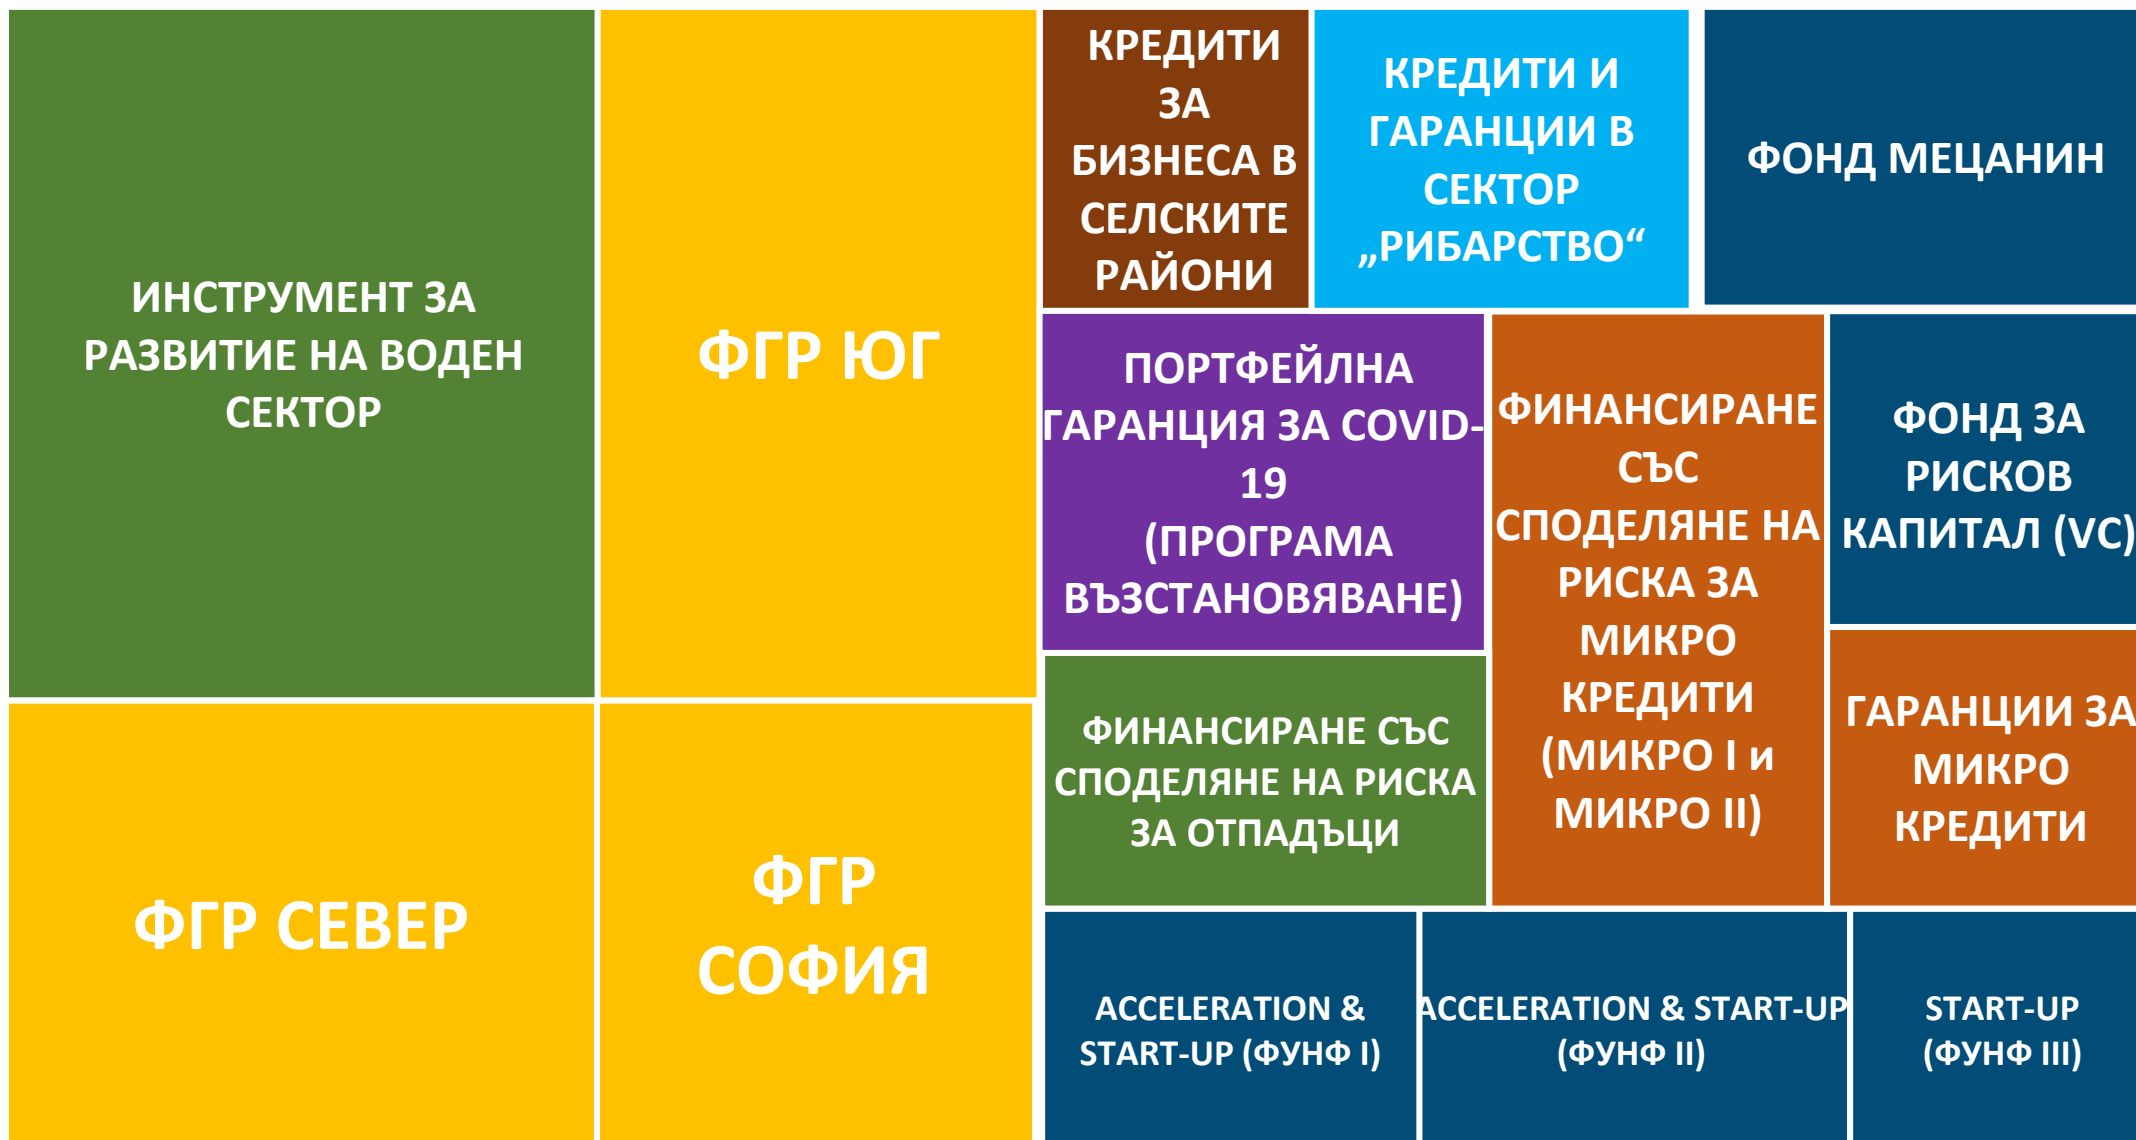 ИНСТРУМЕНТ ЗА
РАЗВИТИЕ НА ВОДЕН
СЕКТОР
ФГР ЮГ
КРЕДИТИ
ЗА
БИЗНЕСА В
СЕЛСКИТЕ
РАЙОНИ
КРЕДИТИ И
ГАРАНЦИИ В
СЕКТОР
„РИБАРСТВО“
ФОНД МЕЦАНИН
ПОРТФЕЙЛНА
ГАРАНЦИЯ ЗА COVID-
19
(ПРОГРАМА
ВЪЗСТАНОВЯВАНЕ)
ФИНАНСИРАНЕ
СЪС
СПОДЕЛЯНЕ НА
РИСКА ЗА
МИКРО
КРЕДИТИ
(МИКРО I и
МИКРО II)
ФОНД ЗА
РИСКОВ
КАПИТАЛ (VC)
ФИНАНСИРАНЕ СЪС
СПОДЕЛЯНЕ НА РИСКА
ЗА ОТПАДЪЦИ
ГАРАНЦИИ ЗА
МИКРО
КРЕДИТИ
ФГР СЕВЕР
ФГР
СОФИЯ
ACCELERATION &
START-UP (ФУНФ I)
ACCELERATION & START-UP
(ФУНФ II)
START-UP
(ФУНФ III)